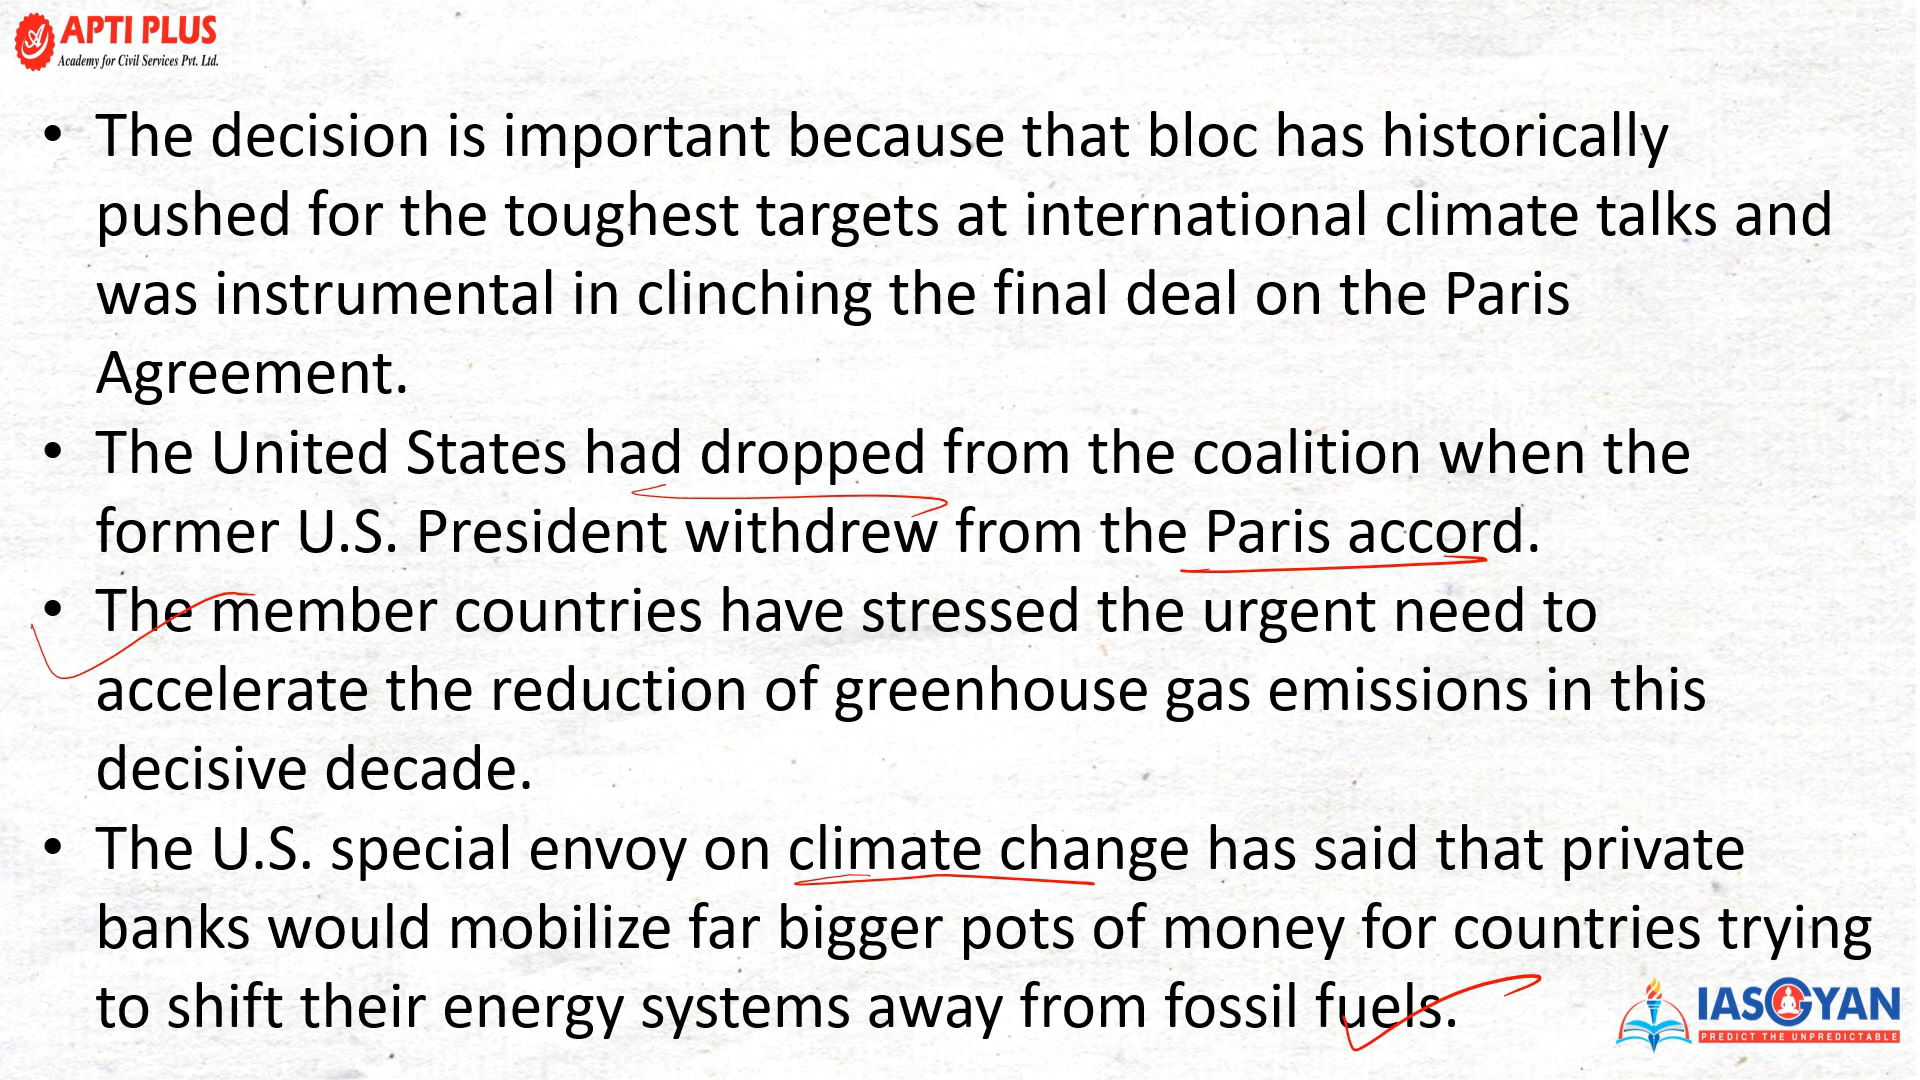 APTI PLUS
Academy for Civil Services Pvt. Ltd.
• The decision is important because that bloc has historically
pushed for the toughest targets at international climate talks and
was instrumental in clinching the final deal on the Paris
Agreement.
• The United States had dropped from the coalition when the
former U.S. President withdrew from the Paris accord.
• The member countries have stressed the urgent need to
accelerate the reduction of greenhouse gas emissions in this
decisive decade.
• The U.S. special envoy on climate change has said that private
banks would mobilize far bigger pots of money for countries trying
to shift their energy systems away from fossil fuels.
IASGYAN
PREDICT THE UNPREDICTABLE